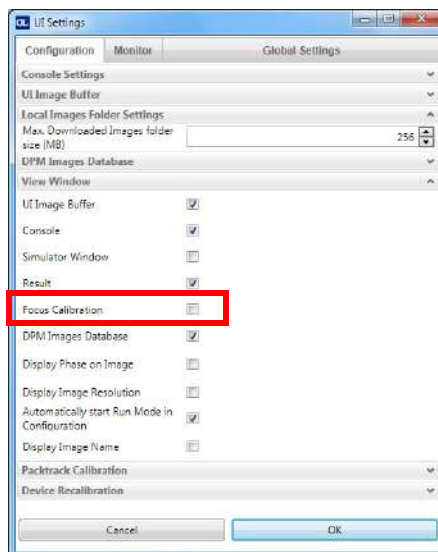 UI Settings
Configuration Monitor Global Settings
Console Settings
UI Image Buffer
Local Images Folder Settings
Max. Downloaded Images folder
size (MB)
256
DPM Images Database
View Window
UI Image Buffer
Console
Simulator Window
Result
Focus Calibration
DPM Images Database
Display Phase on Image
Display Image Resolution
Automatically start Run Mode in
Configuration
Display Image Name
Packtrack Calibration
Device Recalibration
Cancel OK